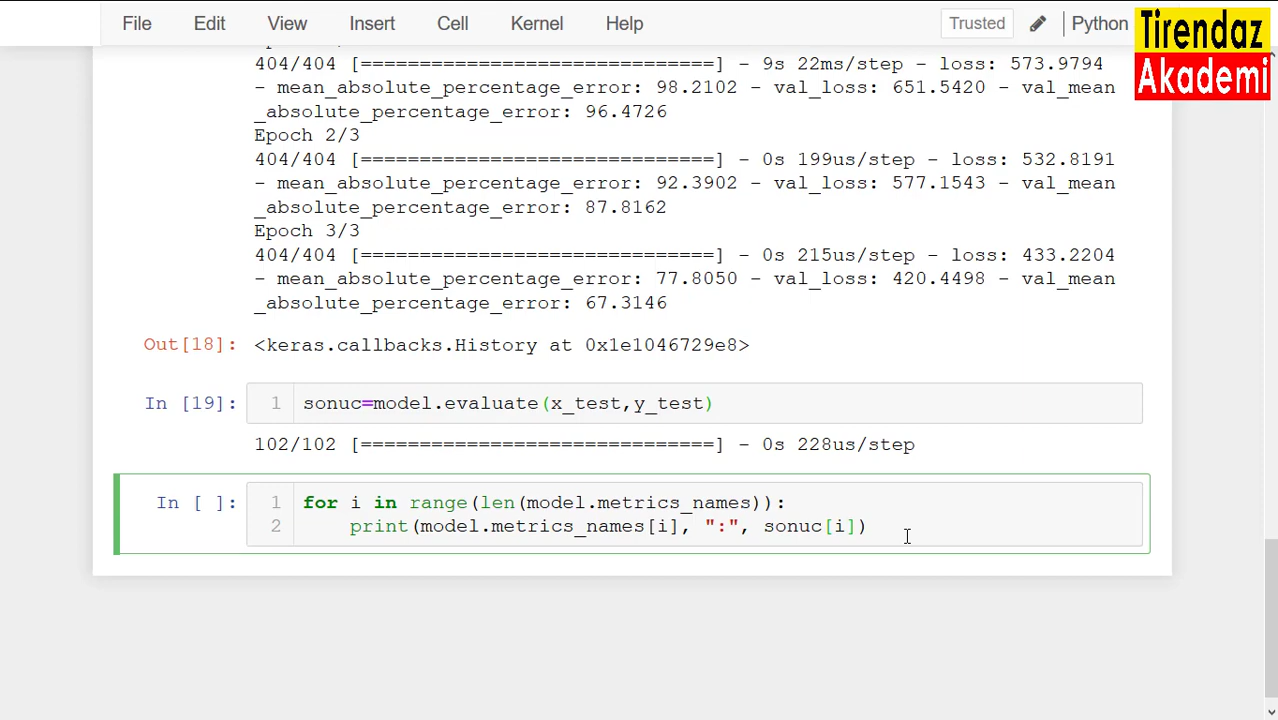 File Edit View Insert Cell Kernel Help Trusted Python
Tirendaz
Akademi
404/404 [==============================] - 9s 22ms/step - loss: 573.9794
- mean_absolute_percentage_error: 98.2102 - val_loss: 651.5420 - val_mean
_absolute_percentage_error: 96.4726
Epoch 2/3
404/404 [==============================] - 0s 199us/step - loss: 532.8191
- mean_absolute_percentage_error: 92.3902 - val_loss: 577.1543 - val_mean
_absolute_percentage_error: 87.8162
Epoch 3/3
404/404 [==============================] - 0s 215us/step - loss: 433.2204
- mean_absolute_percentage_error: 77.8050 - val_loss: 420.4498 - val_mean
_absolute_percentage_error: 67.3146
Out[18]: <keras.callbacks.History at 0x1e1046729e8>
In [19]: 1 sonuc=model.evaluate(x_test,y_test)
102/102 [==============================] - 0s 228us/step
In [ ]: 1 for i in range(len(model.metrics_names)):
2 print(model.metrics_names[i], ":", sonuc[i])